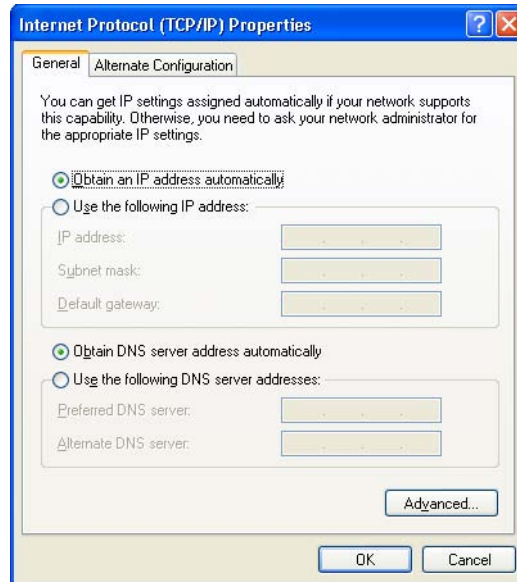 Internet Protocol (TCP/IP) Properties
General
Alternate Configuration
You can get IP settings assigned automatically if your network supports
this capability. Otherwise, you need to ask your network administrator for
the appropriate IP settings.
Obtain an IP address automatically
Use the following IP address:
IP address:
Subnet mask:
Default gateway:
Obtain DNS server address automatically
Use the following DNS server addresses:
Preferred DNS server:
Alternate DNS server:
Advanced...
OK
Cancel